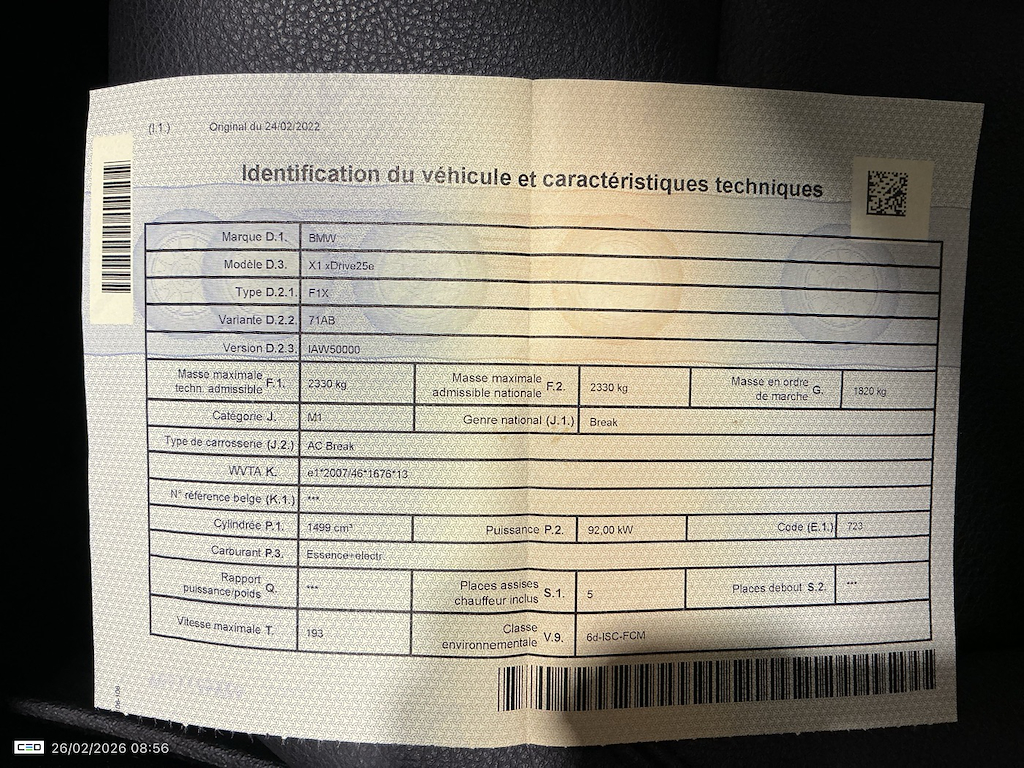 (I.1.) Original du 24/02/2022
Identification du véhicule et caractéristiques techniques
Marque D.1. BMW
Modèle D.3. X1 xDrive25e
Type D.2.1. F1X
Variante D.2.2. 71AB
Version D.2.3. IAW50000
Masse maximale techn. admissible F.1. 2330 kg Masse maximale admissible nationale F.2. 2330 kg Masse en ordre de marche G. 1820 kg
Catégorie J. M1 Genre national (J.1.) Break
Type de carrosserie (J.2.) AC Break
WVTA K. e1*2007/46*1676*13
N° référence belge (K.1.) ***
Cylindrée P.1. 1499 cm³ Puissance P.2. 92,00 kW Code (E.1.) 723
Carburant P.3. Essence+electr.
Rapport puissance/poids Q. *** Places assises chauffeur inclus S.1. 5 Places debout S.2. ***
Vitesse maximale T. 193 Classe environnementale V.9. 6d-ISC-FCM
CEO 26/02/2026 08:56